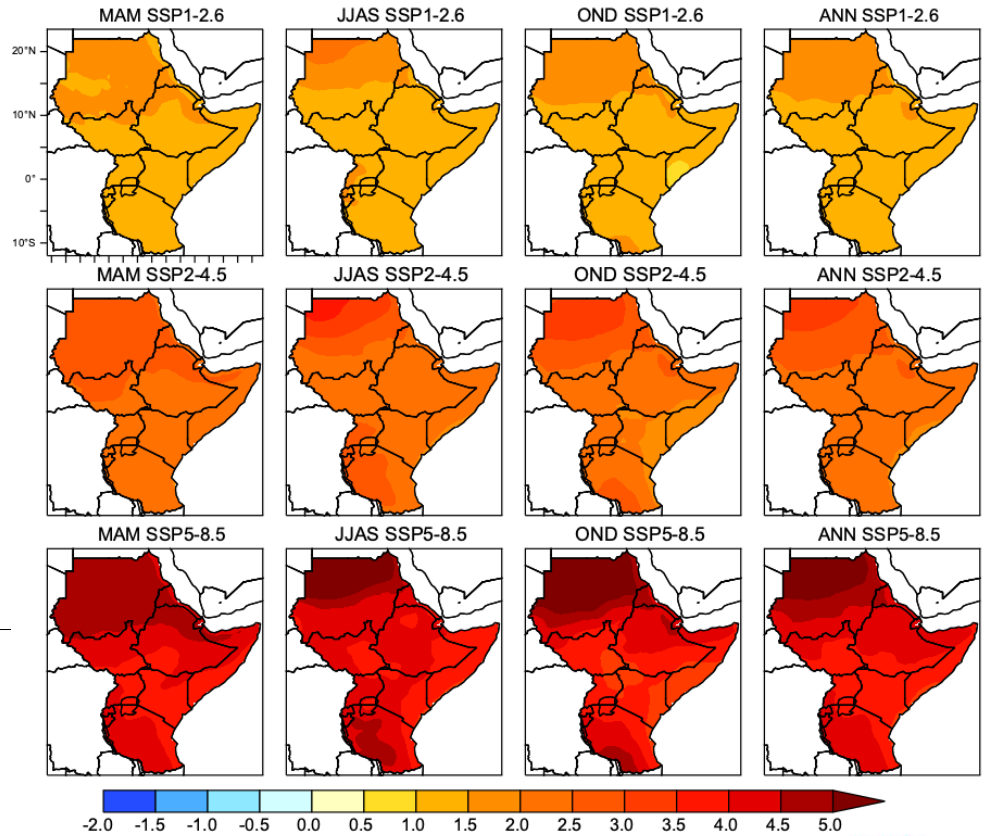 MAM SSP1-2.6 JJAS SSP1-2.6 OND SSP1-2.6 ANN SSP1-2.6
20°N
10°N
0°
10°S
MAM SSP2-4.5 JJAS SSP2-4.5 OND SSP2-4.5 ANN SSP2-4.5
MAM SSP5-8.5 JJAS SSP5-8.5 OND SSP5-8.5 ANN SSP5-8.5
-2.0 -1.5 -1.0 -0.5 0.0 0.5 1.0 1.5 2.0 2.5 3.0 3.5 4.0 4.5 5.0